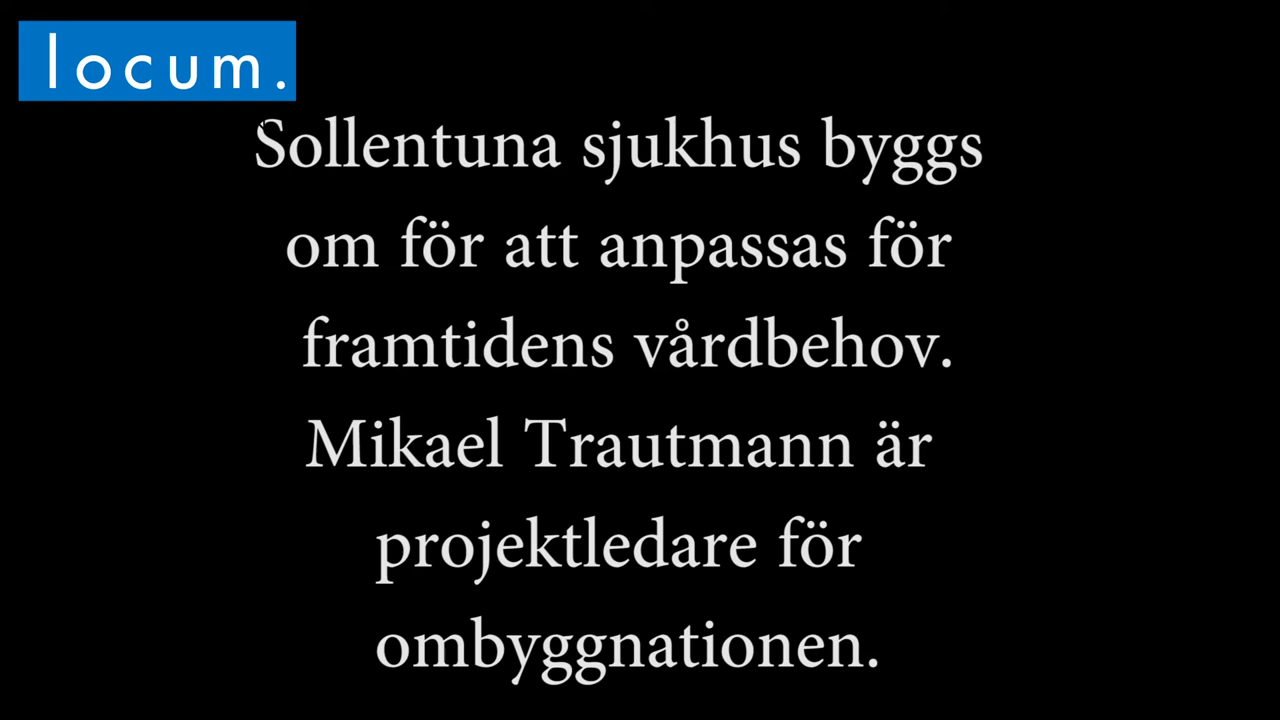 locum.
Sollentuna sjukhus byggs
om för att anpassas för
framtidens vårdbehov.
Mikael Trautmann är
projektledare för
ombyggnationen.